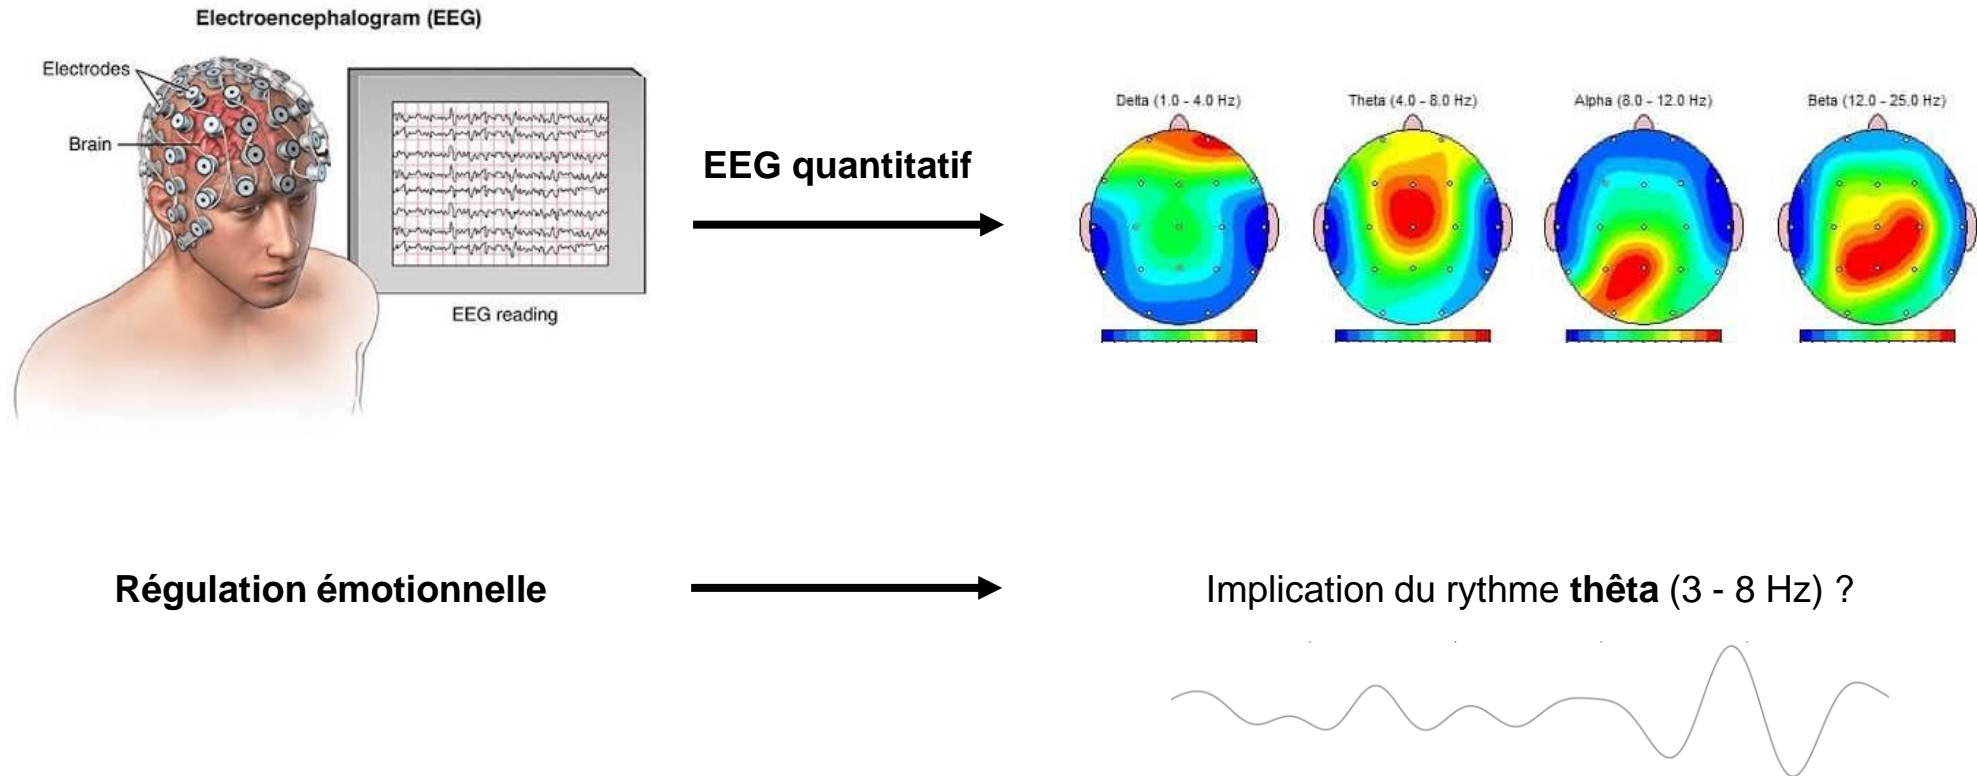 Electroencephalogram (EEG)
Electrodes
Brain
EEG reading
EEG quantitatif
Delta (1.0 - 4.0 Hz)
Theta (4.0 - 8.0 Hz)
Alpha (8.0 - 12.0 Hz)
Beta (12.0 - 25.0 Hz)
Régulation émotionnelle
Implication du rythme thêta (3 - 8 Hz) ?